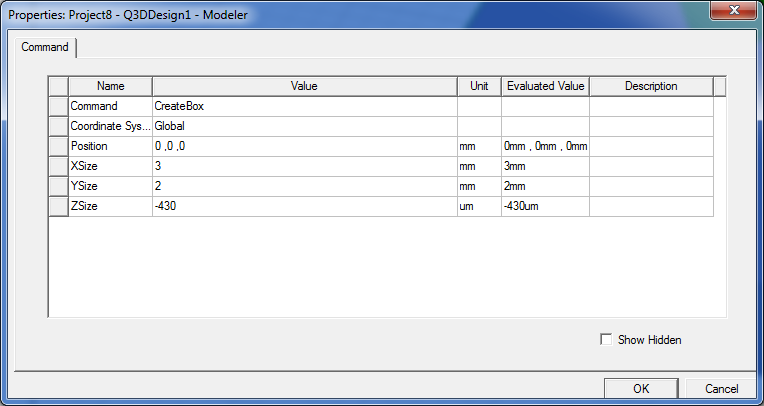 Properties: Project8 - Q3DDesign1 - Modeler
Command
Name Value Unit Evaluated Value Description
Command CreateBox
Coordinate Sys... Global
Position 0 ,0 ,0 mm 0mm , 0mm , 0mm
XSize 3 mm 3mm
YSize 2 mm 2mm
ZSize -430 um -430um
Show Hidden
OK Cancel